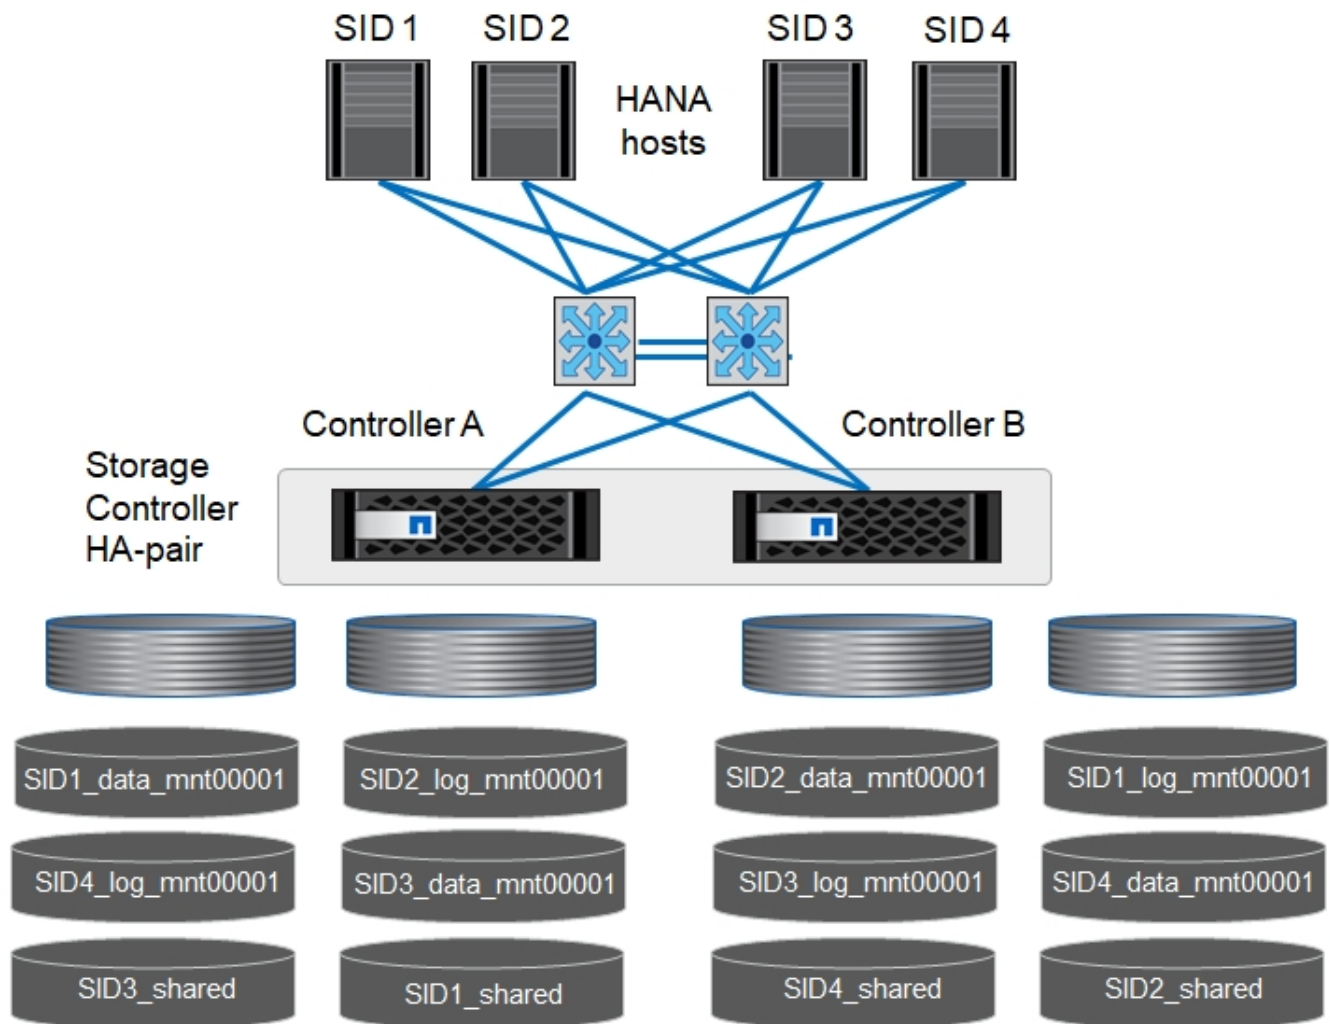 SID 1
SID 2
SID 3
SID 4
HANA
hosts
Controller A
Controller B
Storage
Controller
HA-pair
SID1_data_mnt00001
SID2_log_mnt00001
SID2_data_mnt00001
SID1_log_mnt00001
SID4_log_mnt00001
SID3_data_mnt00001
SID3_log_mnt00001
SID4_data_mnt00001
SID3_shared
SID1_shared
SID4_shared
SID2_shared